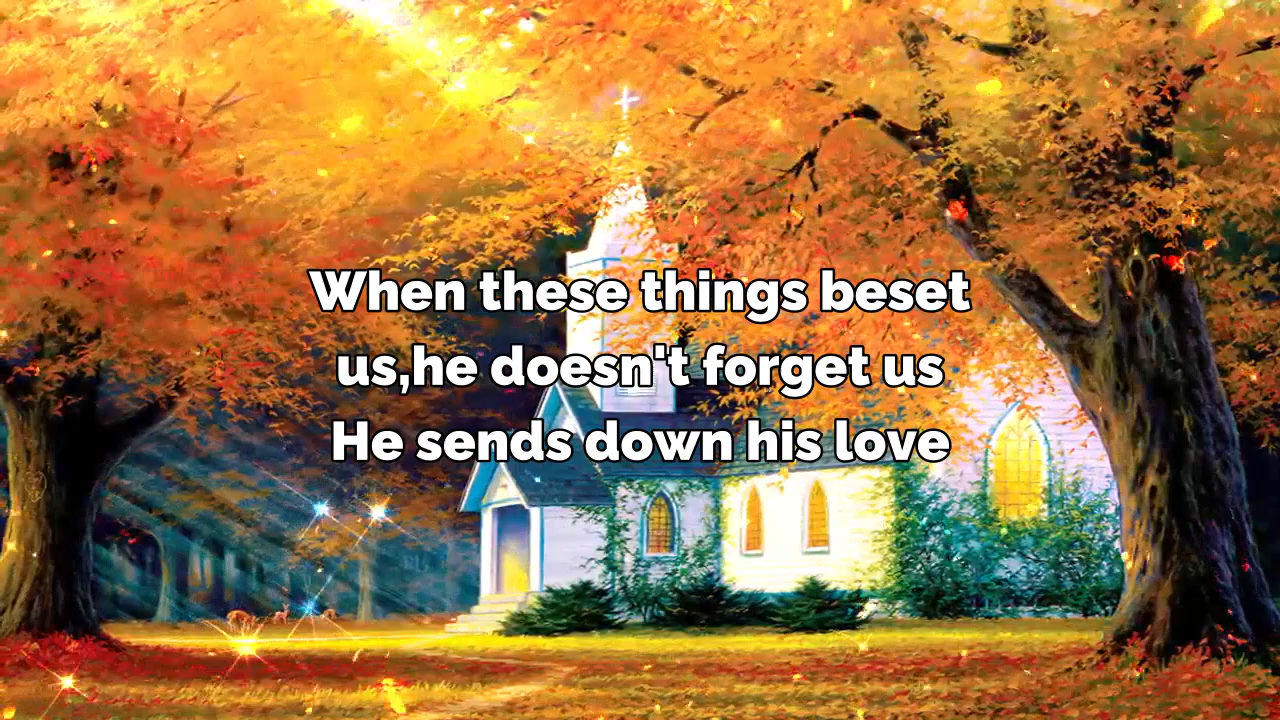 When these things beset
us,he doesn't forget us
He sends down his love